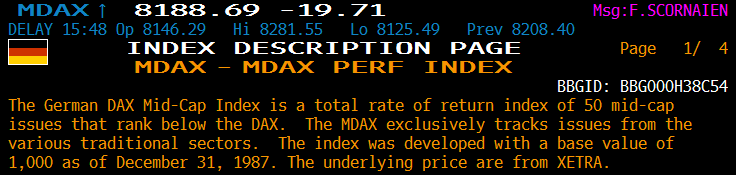 MDAX ↑ 8188.69 -19.71 Msg:F.SCORNAIEN
DELAY 15:48 Op 8146.29 Hi 8281.55 Lo 8125.49 Prev 8208.40
INDEX DESCRIPTION PAGE Page 1/ 4
MDAX - MDAX PERF INDEX
BBGID: BBG000H38C54
The German DAX Mid-Cap Index is a total rate of return index of 50 mid-cap
issues that rank below the DAX. The MDAX exclusively tracks issues from the
various traditional sectors. The index was developed with a base value of
1,000 as of December 31, 1987. The underlying price are from XETRA.